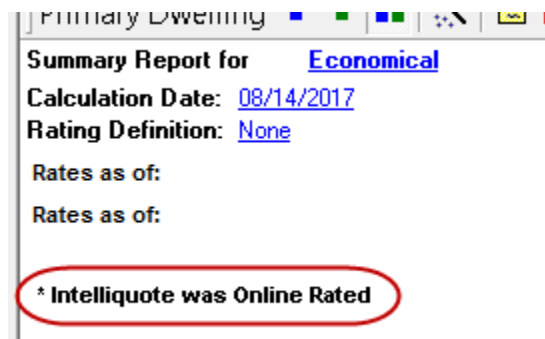 Primary Dwelling
Summary Report for Economical
Calculation Date: 08/14/2017
Rating Definition: None
Rates as of:
Rates as of:
* Intelliquote was Online Rated